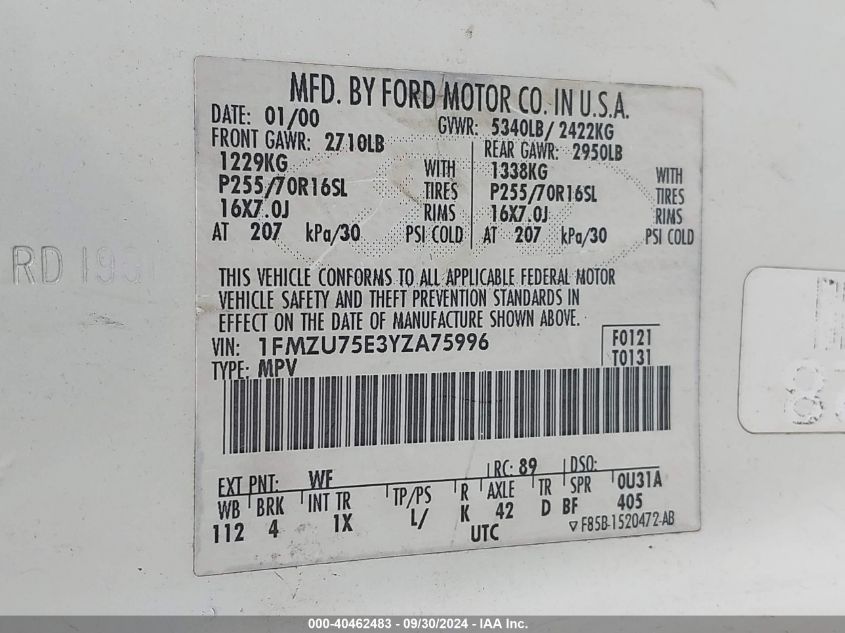 MFD. BY FORD MOTOR CO. IN U.S.A.
DATE: 01/00 GVWR: 5340LB/ 2422KG
FRONT GAWR: 2710LB REAR GAWR: 2950LB
1229KG WITH 1338KG WITH
P255/70R16SL TIRES P255/70R16SL TIRES
16X7.0J RIMS 16X7.0J RIMS
AT 207 kPa/30 PSI COLD AT 207 kPa/30 PSI COLD
RD
THIS VEHICLE CONFORMS TO ALL APPLICABLE FEDERAL MOTOR
VEHICLE SAFETY AND THEFT PREVENTION STANDARDS IN
EFFECT ON THE DATE OF MANUFACTURE SHOWN ABOVE.
VIN: 1FMZU75E3YZA75996 F0121
TYPE: MPV T0131
EXT PNT: WF RC: 89 DSO:
WB BRK INT TR TP/PS R AXLE TR SPR 0U31A
112 4 1X L/ K 42 D BF 405
UTC ▽ F85B-1520472-AB
000-40462483 - 09/30/2024 - IAA Inc.